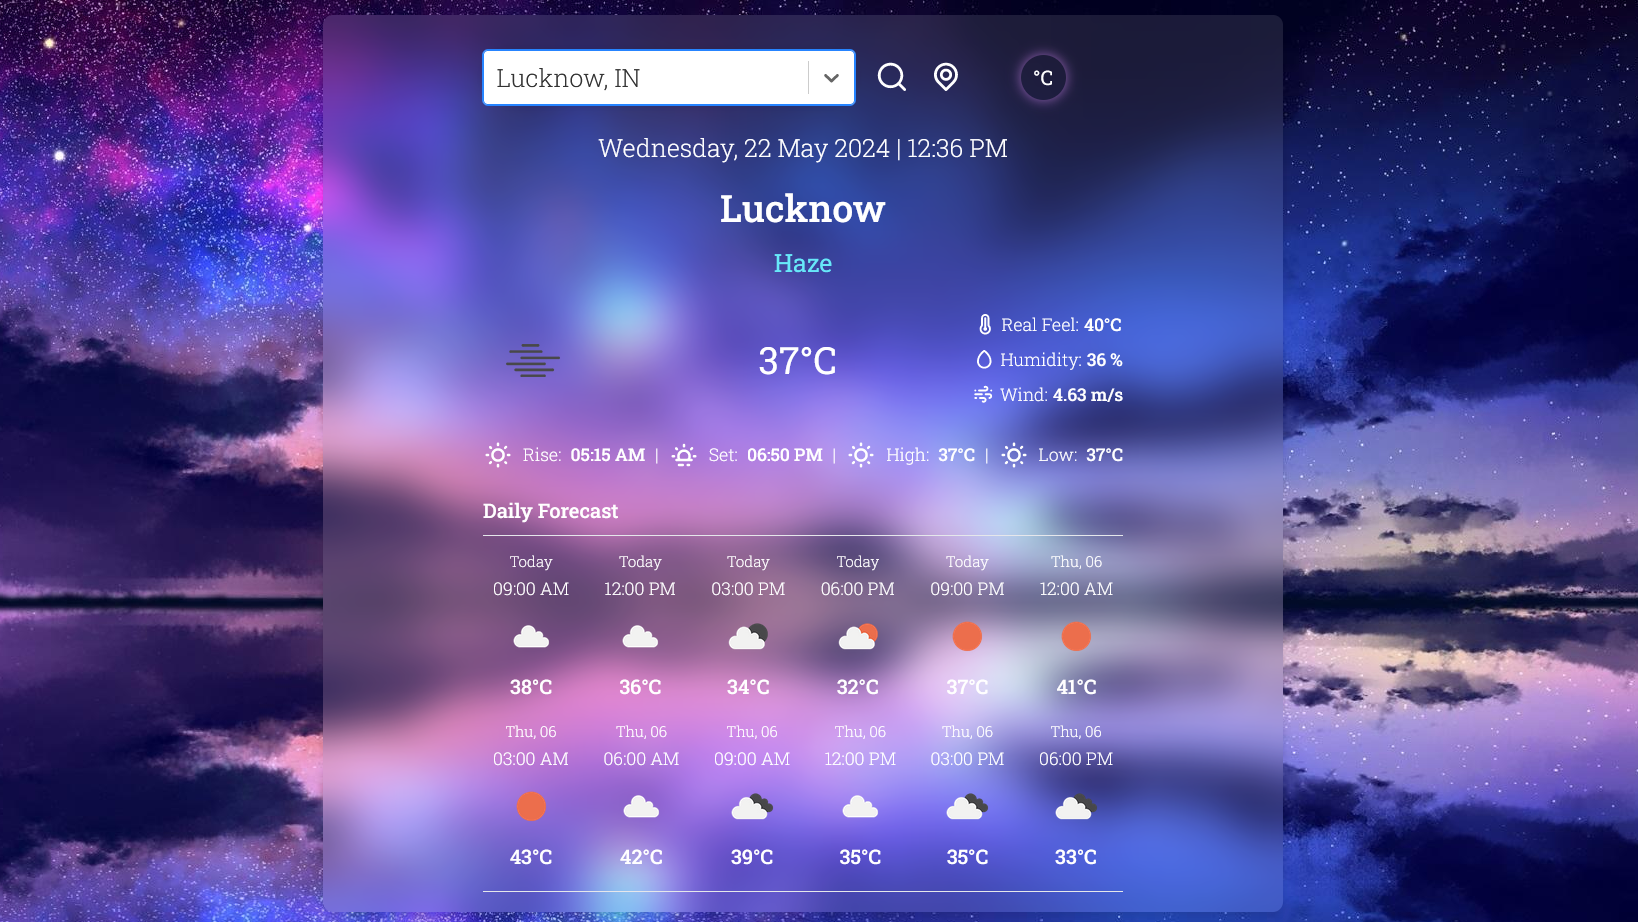 Lucknow, IN
°C
Wednesday, 22 May 2024 | 12:36 PM
Lucknow
Haze
37°C
Real Feel: 40°C
Humidity: 36 %
Wind: 4.63 m/s
Rise: 05:15 AM | Set: 06:50 PM | High: 37°C | Low: 37°C
Daily Forecast
Today Today Today Today Today Thu, 06
09:00 AM 12:00 PM 03:00 PM 06:00 PM 09:00 PM 12:00 AM
38°C 36°C 34°C 32°C 37°C 41°C
Thu, 06 Thu, 06 Thu, 06 Thu, 06 Thu, 06 Thu, 06
03:00 AM 06:00 AM 09:00 AM 12:00 PM 03:00 PM 06:00 PM
43°C 42°C 39°C 35°C 35°C 33°C